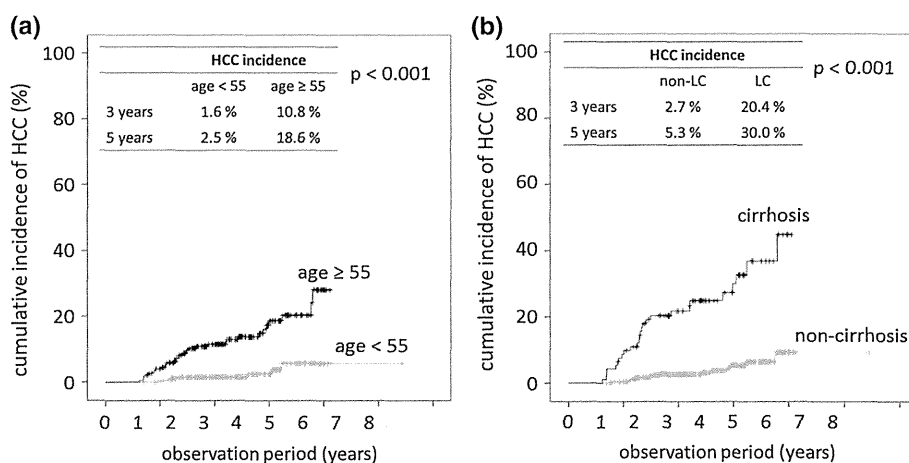 (a)
100
80
60
40
20
0
cumulative incidence of HCC (%)
HCC incidence
age < 55 age ≥ 55
3 years 1.6 % 10.8 %
5 years 2.5 % 18.6 %
p < 0.001
age ≥ 55
age < 55
0 1 2 3 4 5 6 7 8
observation period (years)
(b)
100
80
60
40
20
0
cumulative incidence of HCC (%)
HCC incidence
non-LC LC
3 years 2.7 % 20.4 %
5 years 5.3 % 30.0 %
p < 0.001
cirrhosis
non-cirrhosis
0 1 2 3 4 5 6 7 8
observation period (years)